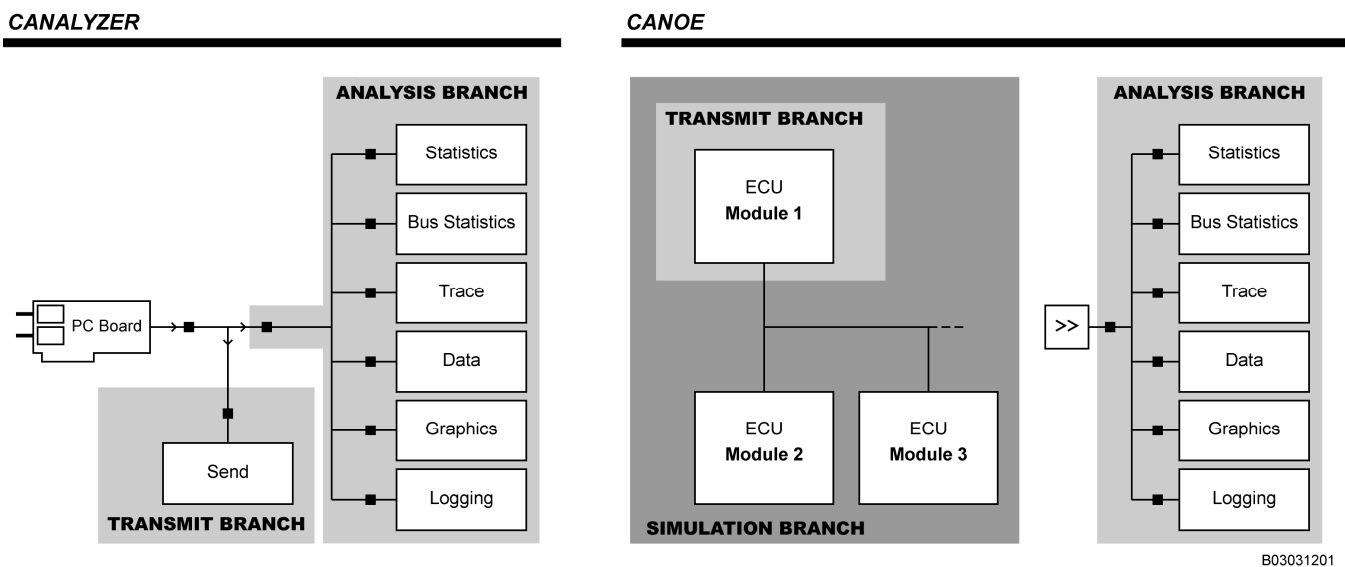 CANALYZER
ANALYSIS BRANCH
Statistics
Bus Statistics
Trace
PC Board
Data
Graphics
Send
Logging
TRANSMIT BRANCH
CANOE
TRANSMIT BRANCH
ECU
Module 1
ECU
Module 2
ECU
Module 3
SIMULATION BRANCH
>>
ANALYSIS BRANCH
Statistics
Bus Statistics
Trace
Data
Graphics
Logging
B03031201